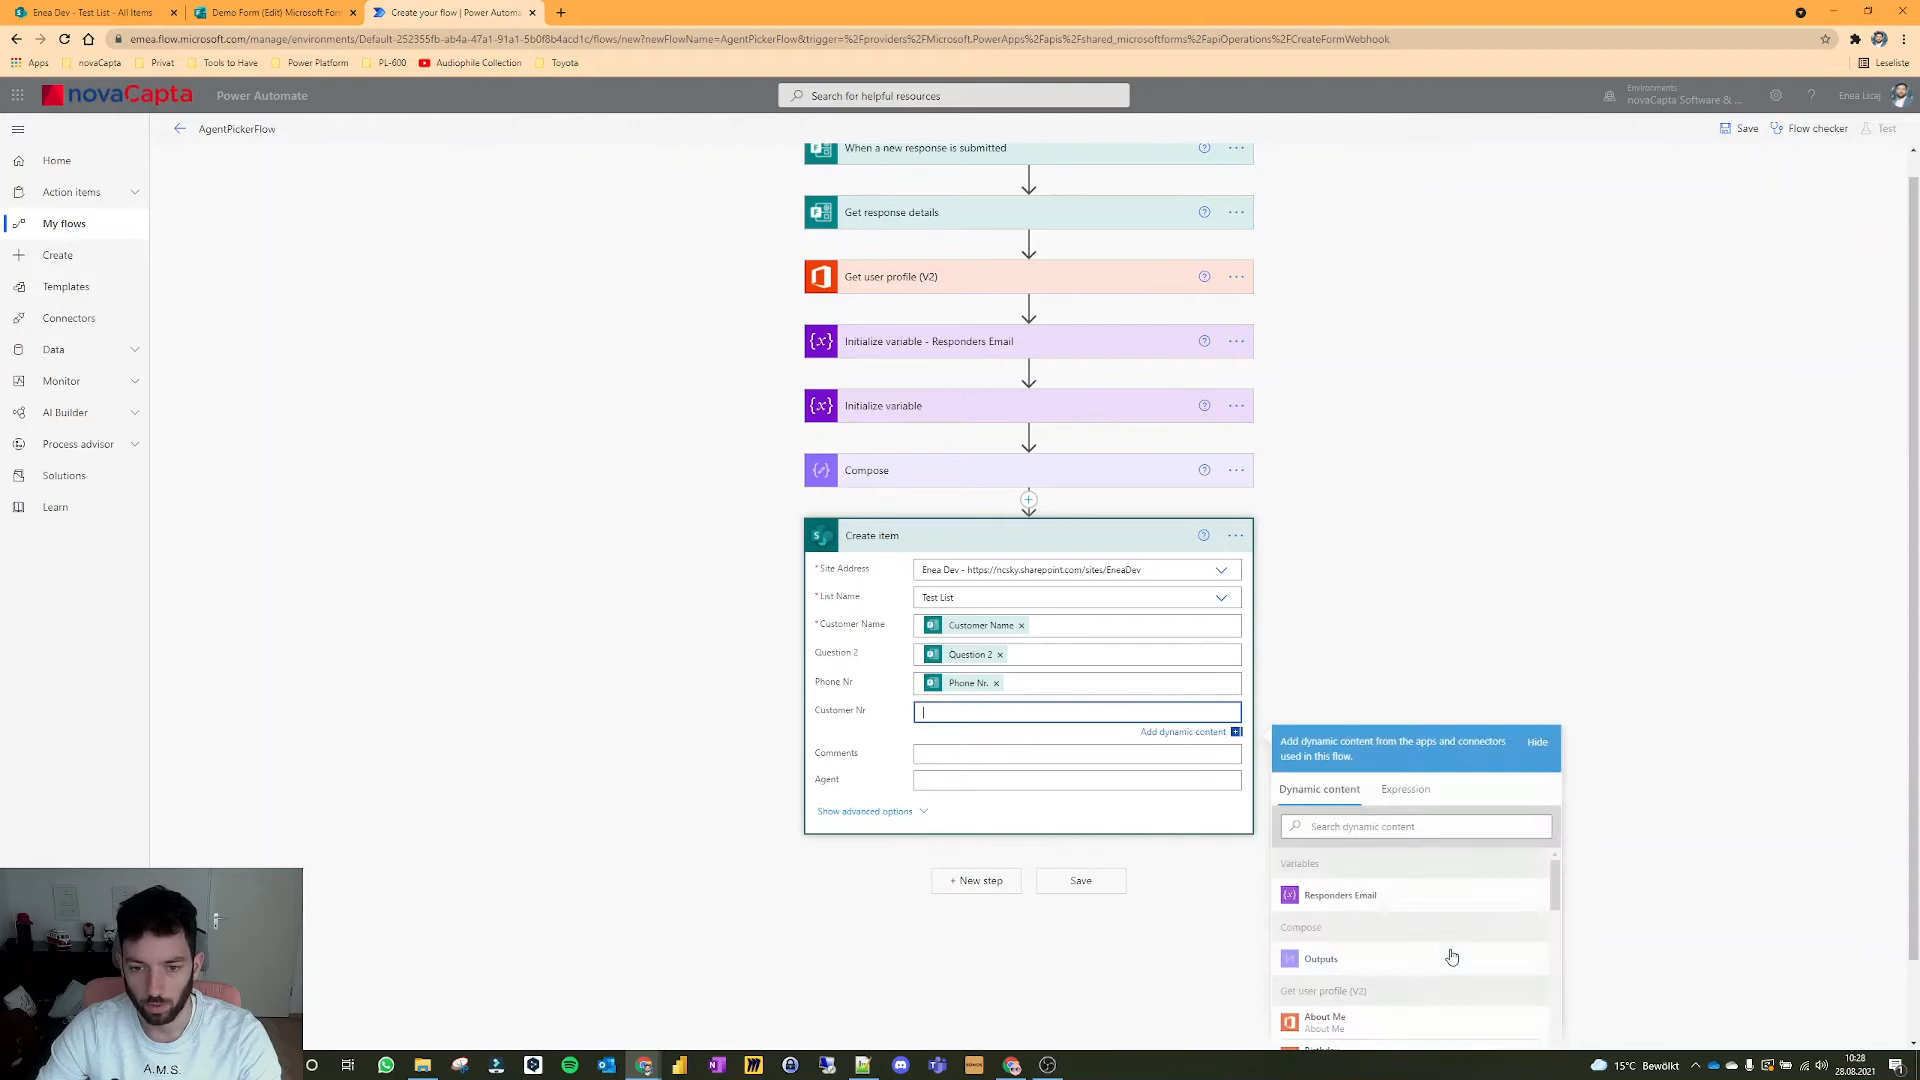 Enea Dev - Test List - All Items
Demo Form (Edit) Microsoft Form
Create your flow | Power Automa
emea.flow.microsoft.com/manage/environments/Default-252355fb-ab4a-47a1-91a1-5b0f8b4acd1c/flows/new?newFlowName=AgentPickerFlow&trigger=%2Fproviders%2FMicrosoft.PowerApps%2Fapis%2Fshared_microsoftforms%2FapiOperations%2FCreateFormWebhook
Apps
novaCapta
Privat
Tools to Have
Power Platform
PL-600
Audiophile Collection
Toyota
Leseliste
novaCapta
Power Automate
Search for helpful resources
Environments
novaCapta Software & ...
Enea Licaj
AgentPickerFlow
Save
Flow checker
Test
Home
Action items
My flows
Create
Templates
Connectors
Data
Monitor
AI Builder
Process advisor
Solutions
Learn
When a new response is submitted
Get response details
Get user profile (V2)
Initialize variable - Responders Email
Initialize variable
Compose
Create item
*Site Address
Enea Dev - https://ncsky.sharepoint.com/sites/EneaDev
*List Name
Test List
*Customer Name
Customer Name
Question 2
Question 2
Phone Nr
Phone Nr.
Customer Nr
Add dynamic content
Comments
Agent
Show advanced options
+ New step
Save
Add dynamic content from the apps and connectors
used in this flow.
Hide
Dynamic content
Expression
Search dynamic content
Variables
Responders Email
Compose
Outputs
Get user profile (V2)
About Me
About Me
Birthday
A.M.S.
15°C Bewölkt
10:28
28.08.2021